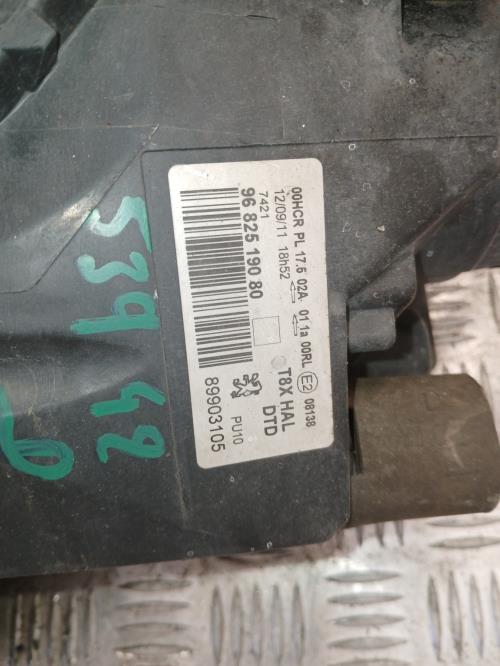 00HCR PL 17.5 02A 01 1a 00RL E2 08138
12/09/11 18h52
7421
96 825 190 80
T8X HAL
DTD
PU10
89903105
539 42